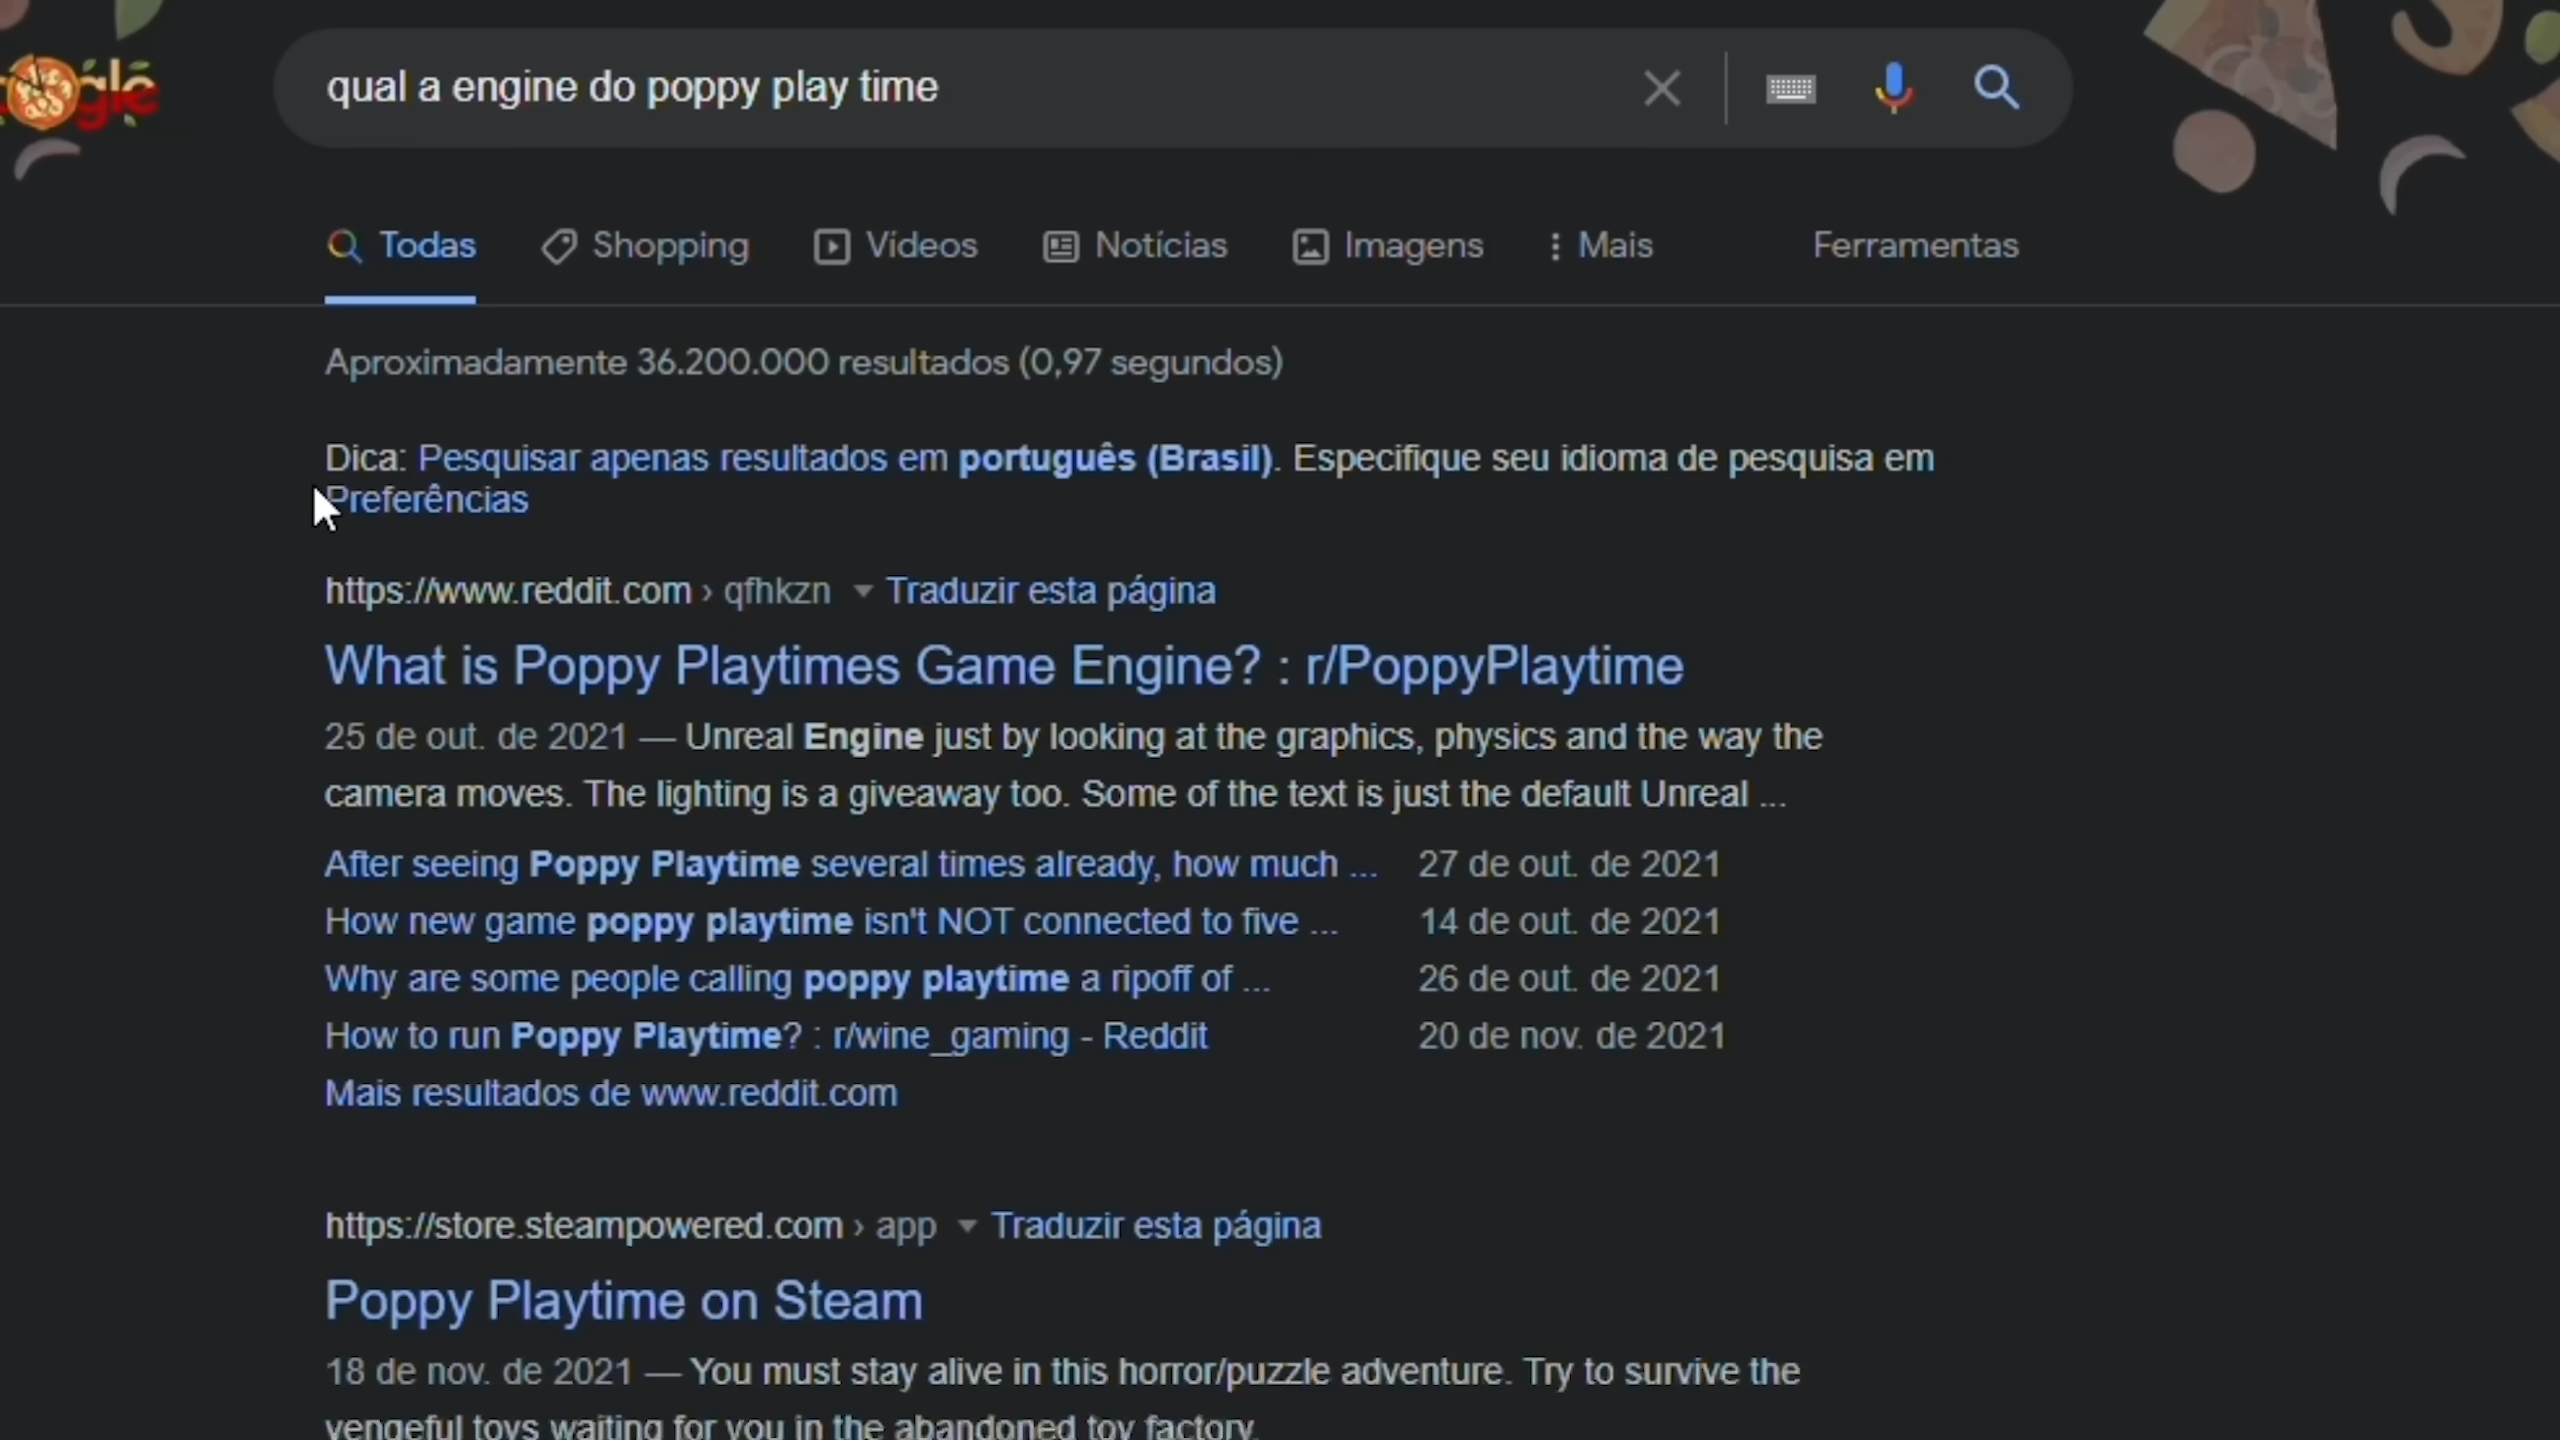 qual a engine do poppy play time
Todas Shopping Vídeos Notícias Imagens Mais Ferramentas
Aproximadamente 36.200.000 resultados (0,97 segundos)
Dica: Pesquisar apenas resultados em português (Brasil). Especifique seu idioma de pesquisa em
Preferências
https://www.reddit.com › qfhkzn Traduzir esta página
What is Poppy Playtimes Game Engine? : r/PoppyPlaytime
25 de out. de 2021 — Unreal Engine just by looking at the graphics, physics and the way the
camera moves. The lighting is a giveaway too. Some of the text is just the default Unreal ...
After seeing Poppy Playtime several times already, how much ... 27 de out. de 2021
How new game poppy playtime isn't NOT connected to five ... 14 de out. de 2021
Why are some people calling poppy playtime a ripoff of ... 26 de out. de 2021
How to run Poppy Playtime? : r/wine_gaming - Reddit 20 de nov. de 2021
Mais resultados de www.reddit.com
https://store.steampowered.com › app Traduzir esta página
Poppy Playtime on Steam
18 de nov. de 2021 — You must stay alive in this horror/puzzle adventure. Try to survive the
vengeful toys waiting for you in the abandoned toy factory.